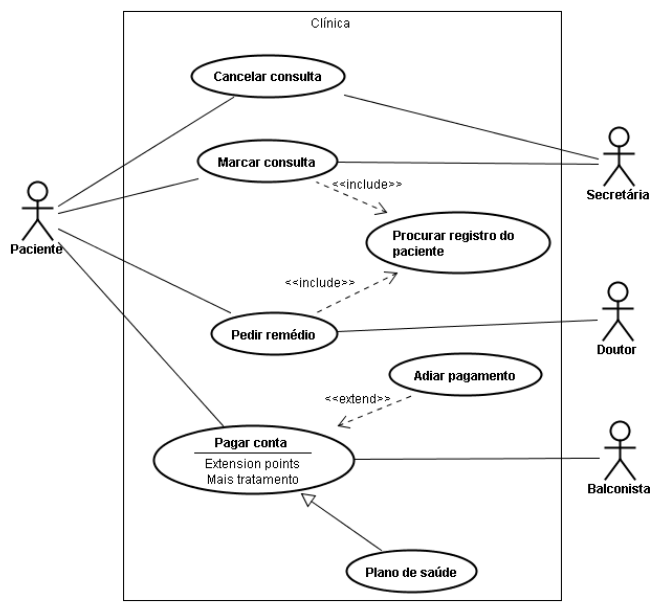 Clínica
Cancelar consulta
Marcar consulta
<<include>>
Secretária
Procurar registro do
paciente
Paciente
<<include>>
Pedir remédio
Doutor
Adiar pagamento
<<extend>>
Pagar conta
Extension points
Mais tratamento
Balconista
Plano de saúde